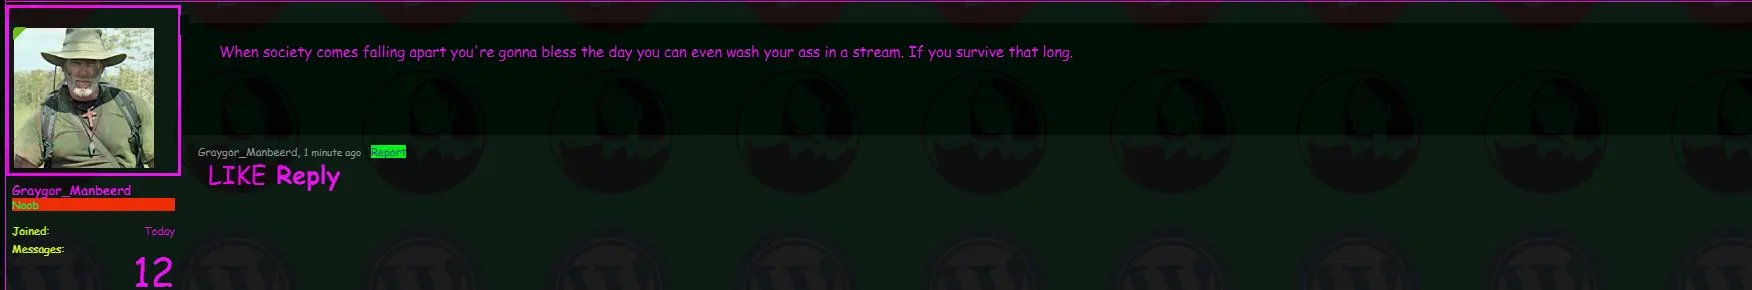 When society comes falling apart you're gonna bless the day you can even wash your ass in a stream. If you survive that long.
Graygor_Manbeerd, 1 minute ago Report
LIKE Reply
Graygor_Manbeerd
Noob
Joined: Today
Messages:
12